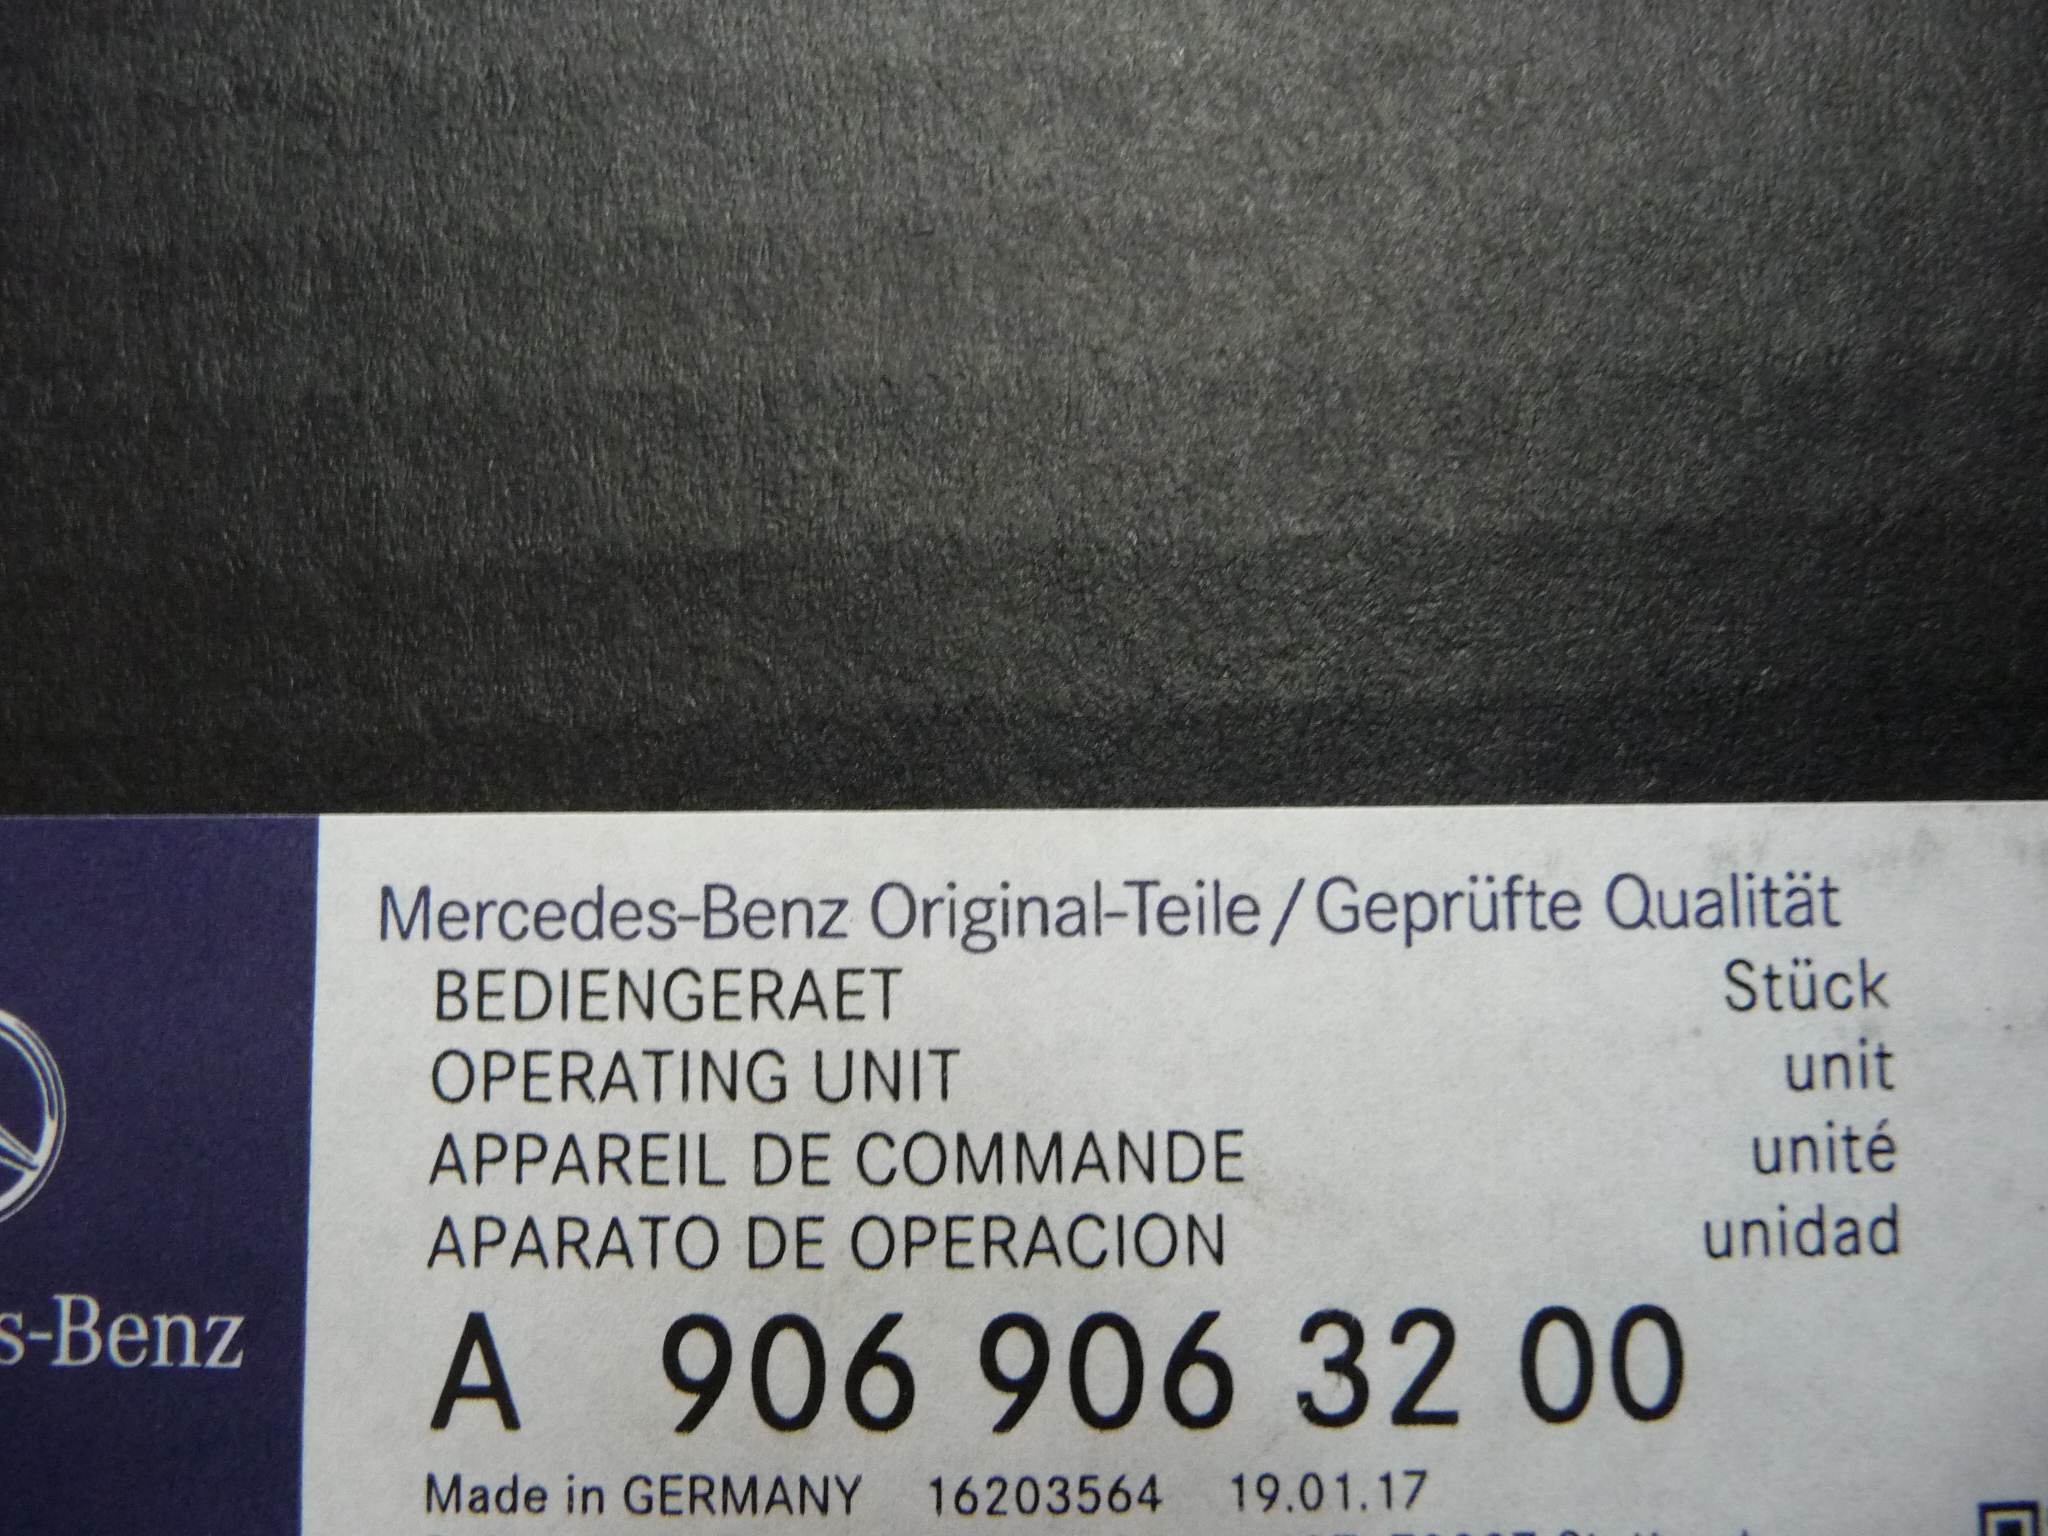 Mercedes-Benz Original-Teile / Geprüfte Qualität
BEDIENGERAET Stück
OPERATING UNIT unit
APPAREIL DE COMMANDE unité
APARATO DE OPERACION unidad
s-Benz
A 906 906 32 00
Made in GERMANY 16203564 19.01.17